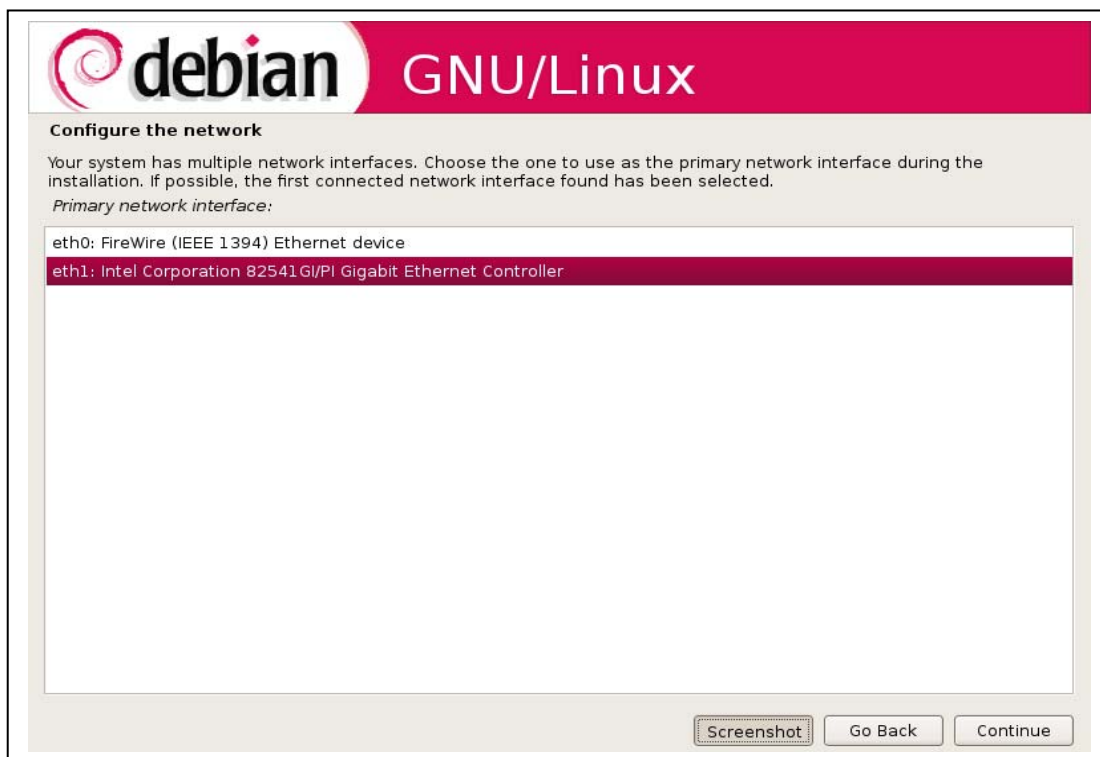 debian GNU/Linux
Configure the network
Your system has multiple network interfaces. Choose the one to use as the primary network interface during the
installation. If possible, the first connected network interface found has been selected.
Primary network interface:
eth0: FireWire (IEEE 1394) Ethernet device
eth1: Intel Corporation 82541GI/PI Gigabit Ethernet Controller
Screenshot Go Back Continue